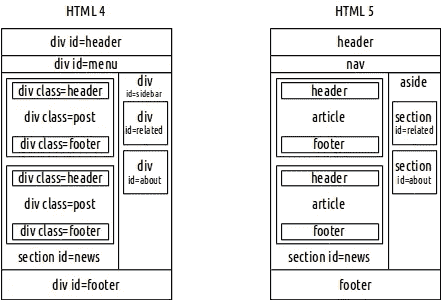 HTML 4
div id=header
div id=menu
div class=header
div class=post
div class=footer
div class=header
div class=post
div class=footer
section id=news
div
id=sidebar
div
id=related
div
id=about
div id=footer
HTML 5
header
nav
header
article
footer
header
article
footer
section id=news
aside
section
id=related
section
id=about
footer